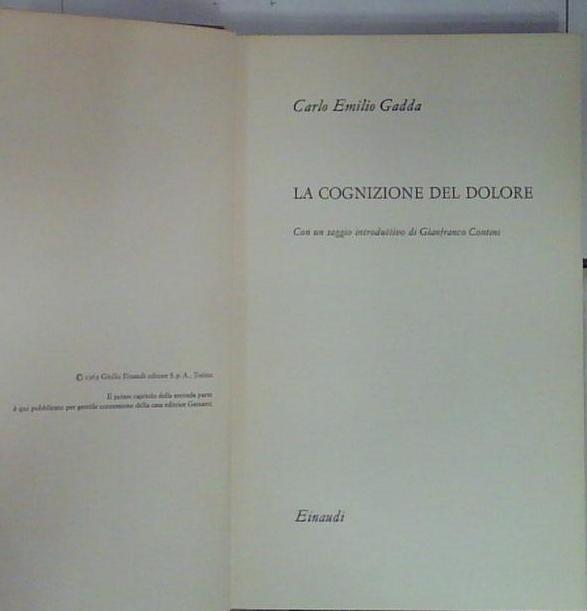 © 1963 Giulio Einaudi editore S. p. A., Torino
Il primo capitolo della seconda parte
è qui pubblicato per gentile concessione della casa editrice Garzanti
Carlo Emilio Gadda
LA COGNIZIONE DEL DOLORE
Con un saggio introduttivo di Gianfranco Contini
Einaudi